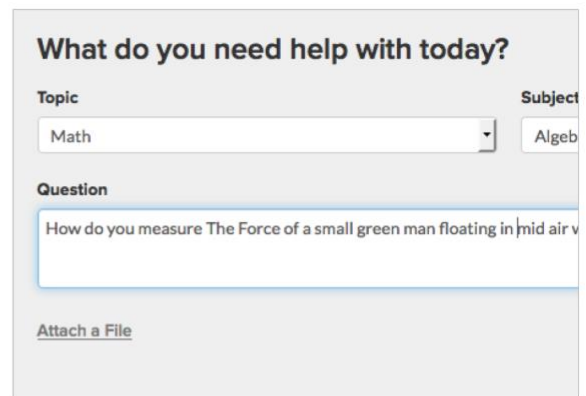 What do you need help with today?
Topic Subject
Math Algeb
Question
How do you measure The Force of a small green man floating in mid air w
Attach a File